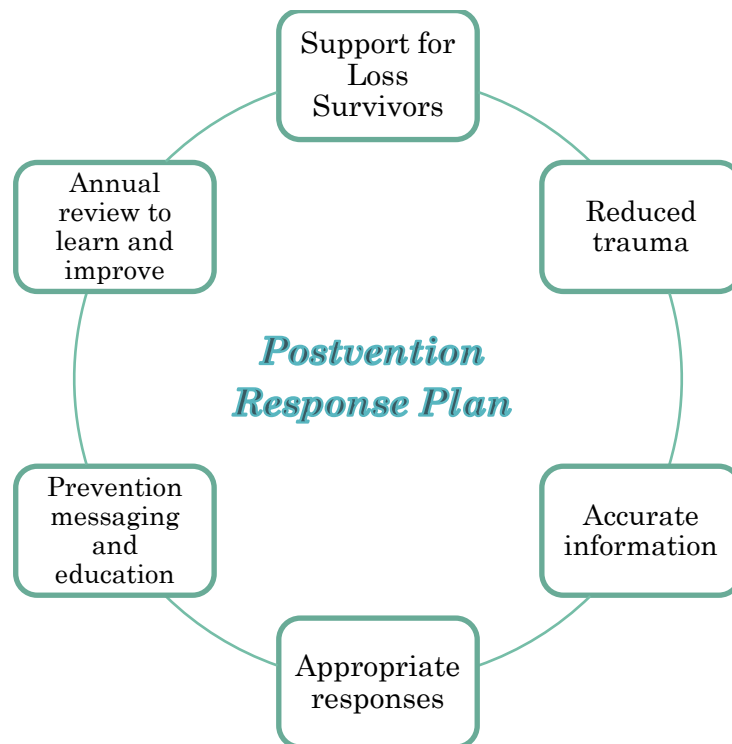 Support for
Loss
Survivors
Reduced
trauma
Accurate
information
Appropriate
responses
Prevention
messaging
and
education
Annual
review to
learn and
improve
Postvention
Response Plan